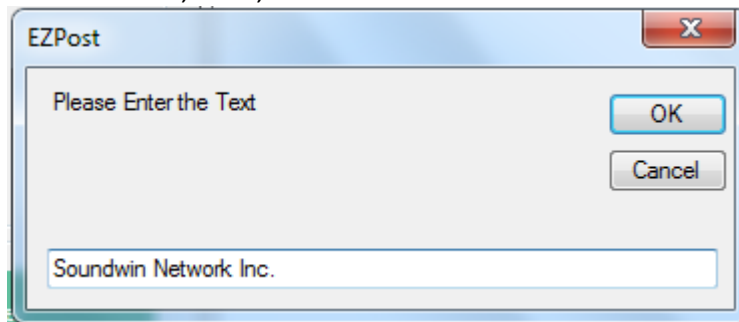 EZPost
Please Enter the Text
OK
Cancel
Soundwin Network Inc.